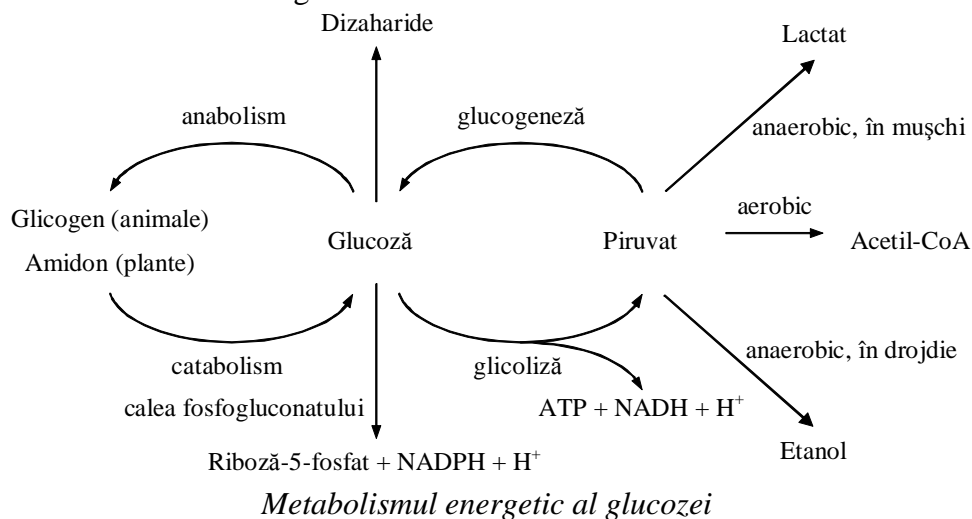 Dizaharide
Lactat
anabolism
glucogeneză
anaerobic, în muşchi
aerobic
Glicogen (animale)
Glucoză
Piruvat
Acetil-CoA
Amidon (plante)
anaerobic, în drojdie
catabolism
glicoliză
calea fosfogluconatului
ATP + NADH + H⁺
Etanol
Riboză-5-fosfat + NADPH + H⁺
Metabolismul energetic al glucozei